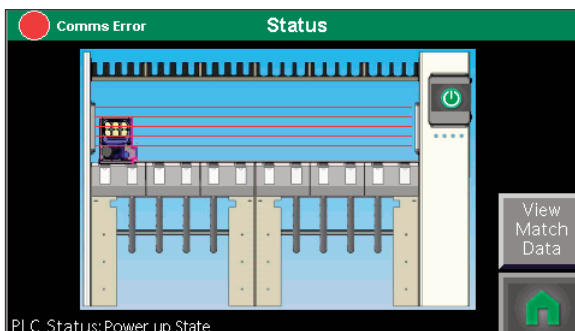 Comms Error
Status
View
Match
Data
PLC Status:Power up State